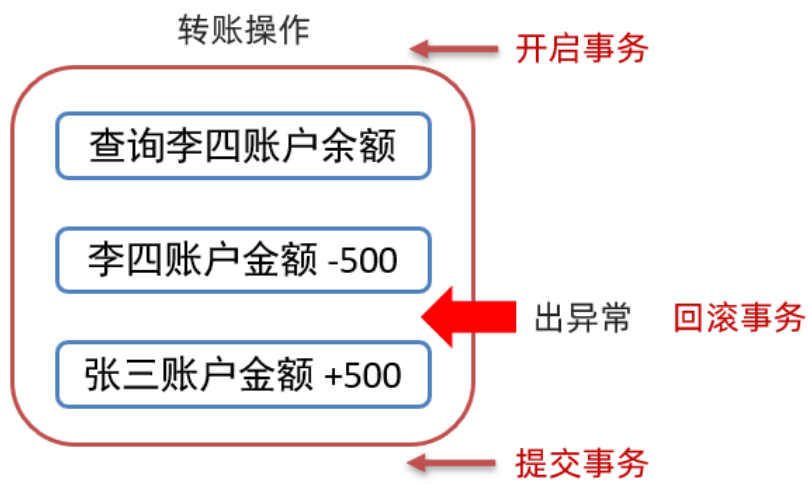 转账操作
开启事务
查询李四账户余额
李四账户金额 -500
出异常 回滚事务
张三账户金额 +500
提交事务